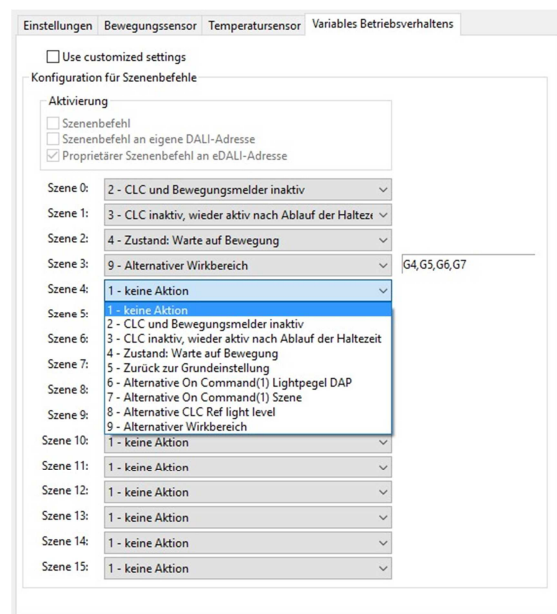 Einstellungen Bewegungssensor Temperatursensor Variables Betriebsverhaltens
Use customized settings
Konfiguration für Szenenbefehle
Aktivierung
Szenenbefehl
Szenenbefehl an eigene DALI-Adresse
Proprietärer Szenenbefehl an eDALI-Adresse
Szene 0: 2 - CLC und Bewegungsmelder inaktiv
Szene 1: 3 - CLC inaktiv, wieder aktiv nach Ablauf der Halteze
Szene 2: 4 - Zustand: Warte auf Bewegung
Szene 3: 9 - Alternativer Wirkbereich G4,G5,G6,G7
Szene 4: 1 - keine Aktion
1 - keine Aktion
Szene 5: 2 - CLC und Bewegungsmelder inaktiv
Szene 6: 3 - CLC inaktiv, wieder aktiv nach Ablauf der Haltezeit
4 - Zustand: Warte auf Bewegung
Szene 7: 5 - Zurück zur Grundeinstellung
6 - Alternative On Command(1) Lightpegel DAP
Szene 8: 7 - Alternative On Command(1) Szene
Szene 9: 8 - Alternative CLC Ref light level
9 - Alternativer Wirkbereich
Szene 10: 1 - keine Aktion
Szene 11: 1 - keine Aktion
Szene 12: 1 - keine Aktion
Szene 13: 1 - keine Aktion
Szene 14: 1 - keine Aktion
Szene 15: 1 - keine Aktion